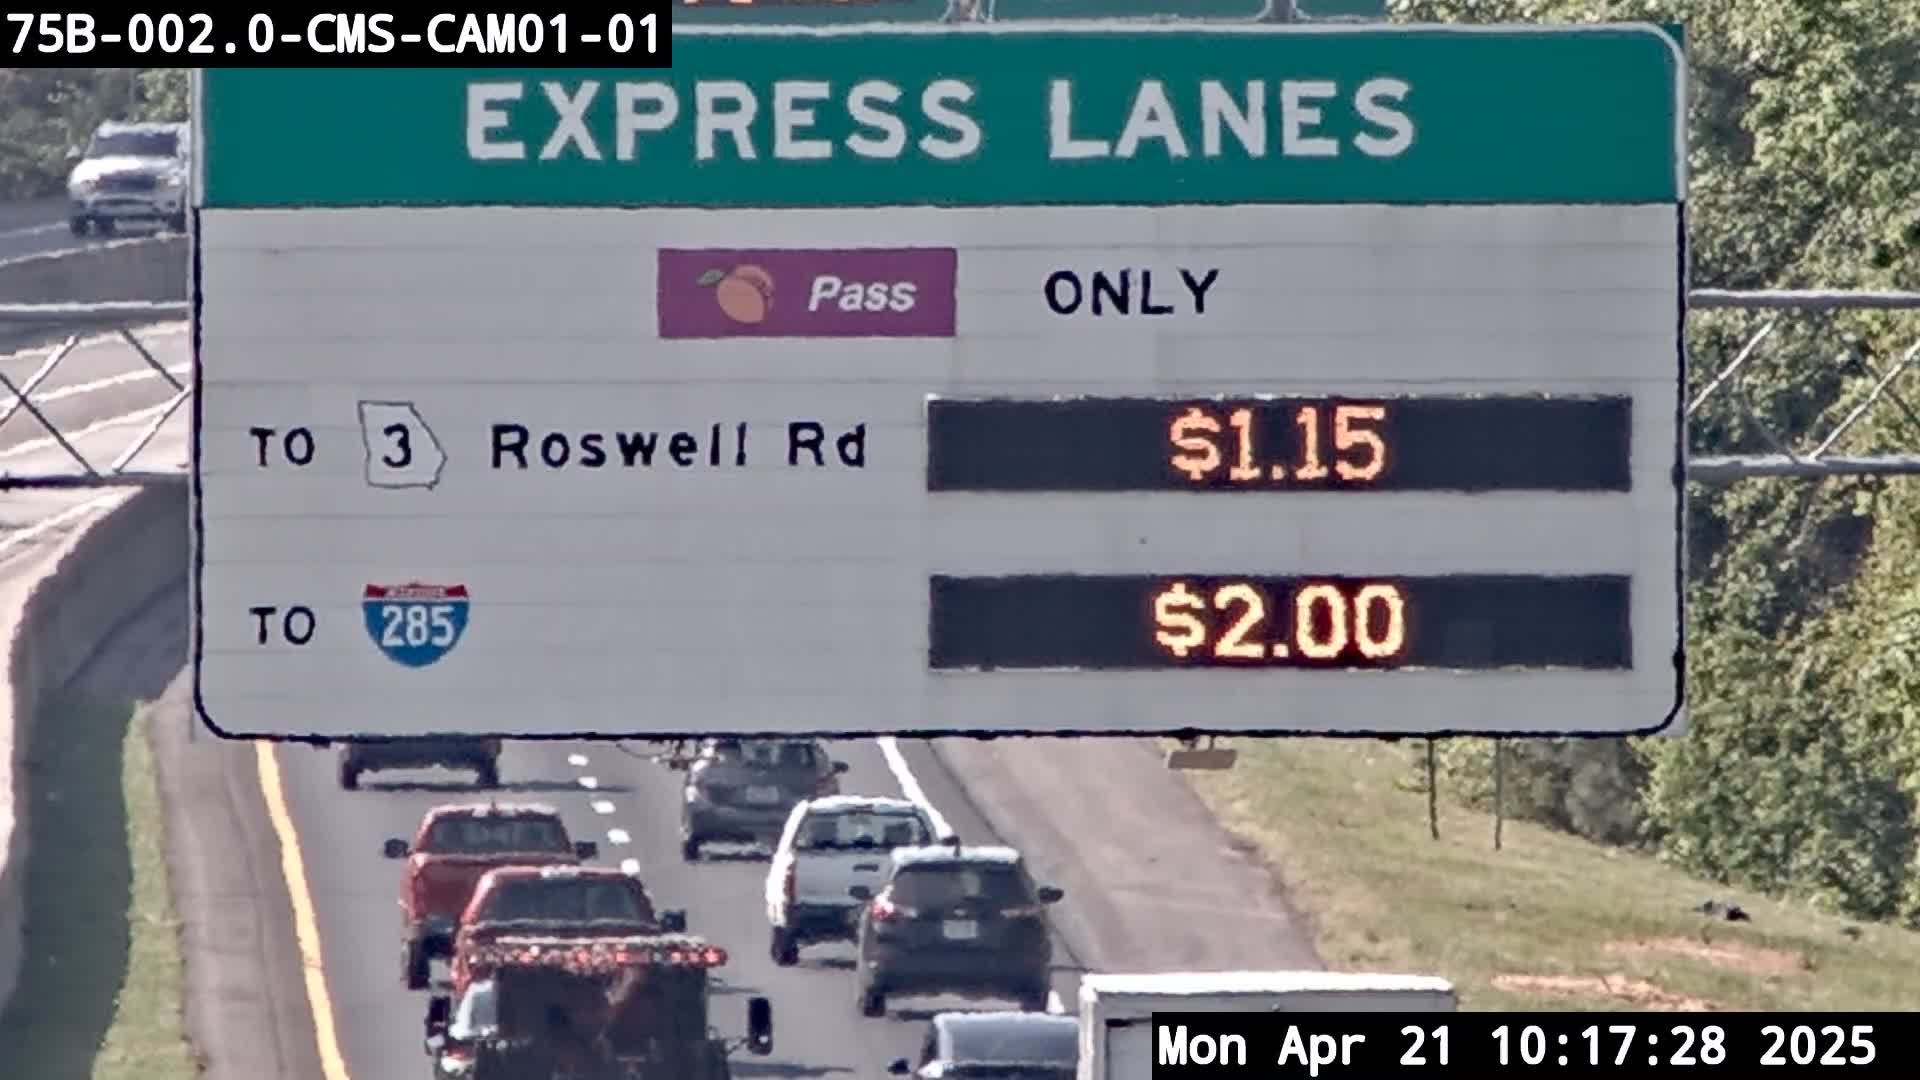 75B-002.0-CMS-CAM01-01
EXPRESS LANES
Pass ONLY
TO 3 Roswell Rd $1.15
TO 285 $2.00
Mon Apr 21 10:17:28 2025